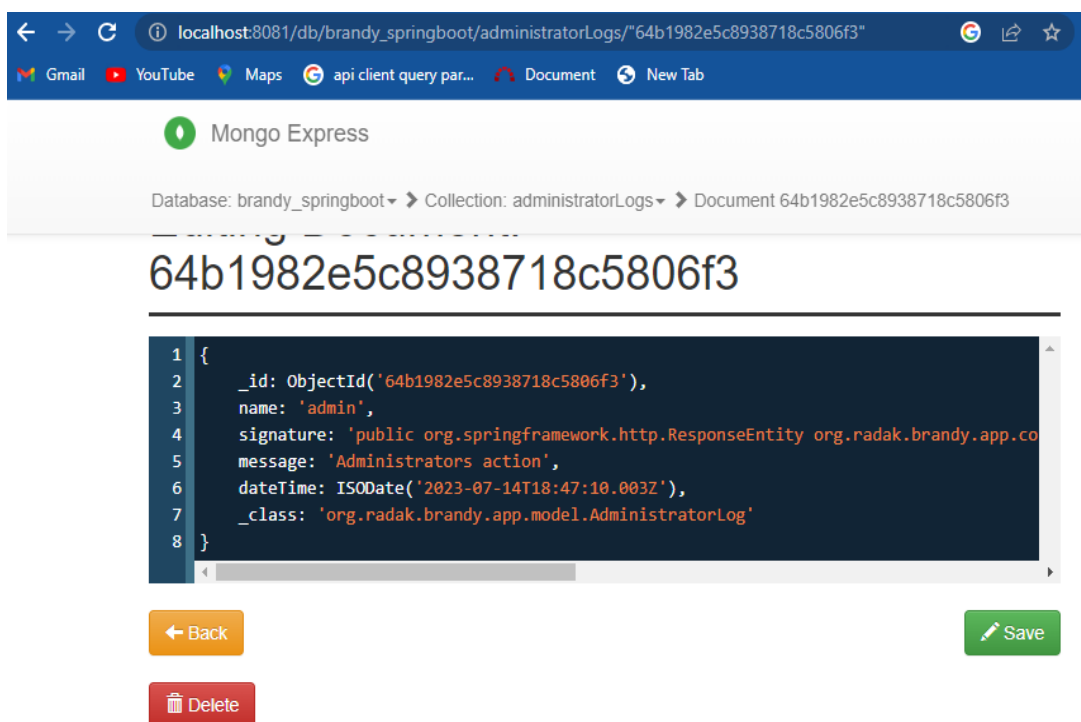 localhost:8081/db/brandy_springboot/administratorLogs/"64b1982e5c8938718c5806f3"
Gmail YouTube Maps api client query par... Document New Tab
Mongo Express
Database: brandy_springboot Collection: administratorLogs Document 64b1982e5c8938718c5806f3
Editing Document:
64b1982e5c8938718c5806f3
1 {
2 _id: ObjectId('64b1982e5c8938718c5806f3'),
3 name: 'admin',
4 signature: 'public org.springframework.http.ResponseEntity org.radak.brandy.app.co
5 message: 'Administrators action',
6 dateTime: ISODate('2023-07-14T18:47:10.003Z'),
7 _class: 'org.radak.brandy.app.model.AdministratorLog'
8 }
Back Save
Delete